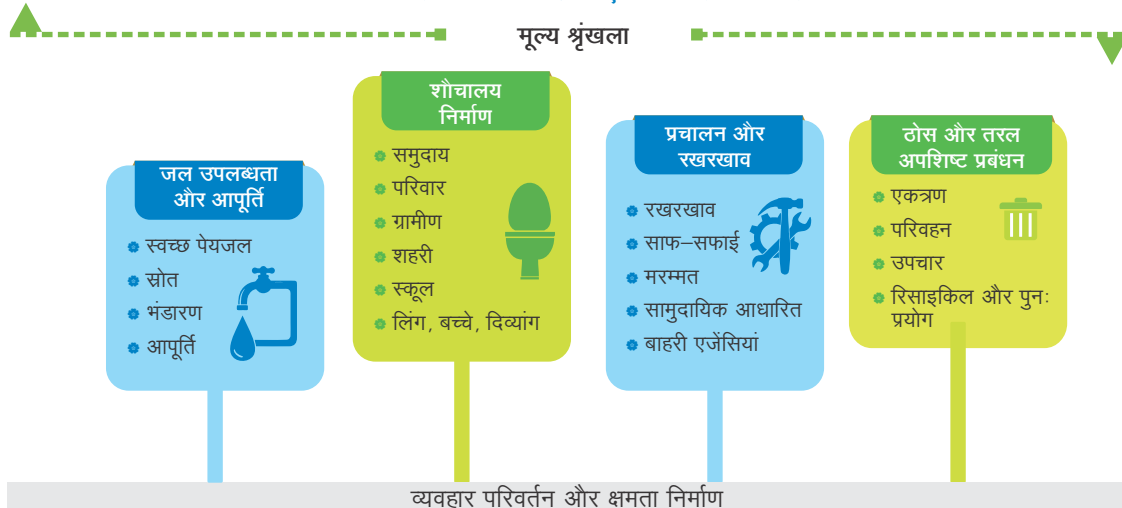 मूल्य श्रृंखला
जल उपलब्धता
और आपूर्ति
स्वच्छ पेयजल
स्रोत
भंडारण
आपूर्ति
शौचालय
निर्माण
समुदाय
परिवार
ग्रामीण
शहरी
स्कूल
लिंग, बच्चे, दिव्यांग
प्रचालन और
रखरखाव
रखरखाव
साफ–सफाई
मरम्मत
सामुदायिक आधारित
बाहरी एजेंसियां
ठोस और तरल
अपशिष्ट प्रबंधन
एकत्रण
परिवहन
उपचार
रिसाइकिल और पुनः
प्रयोग
व्यवहार परिवर्तन और क्षमता निर्माण